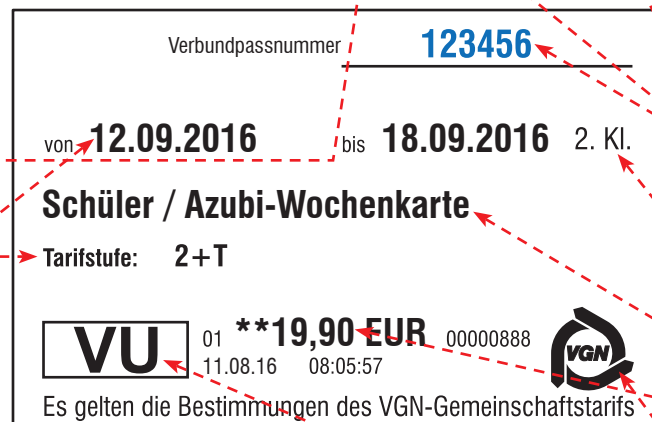 Verbundpassnummer 123456
von 12.09.2016 bis 18.09.2016 2. Kl.
Schüler / Azubi-Wochenkarte
Tarifstufe: 2+T
VU 01 **19,90 EUR 00000888 VGN
11.08.16 08:05:57
Es gelten die Bestimmungen des VGN-Gemeinschaftstarifs